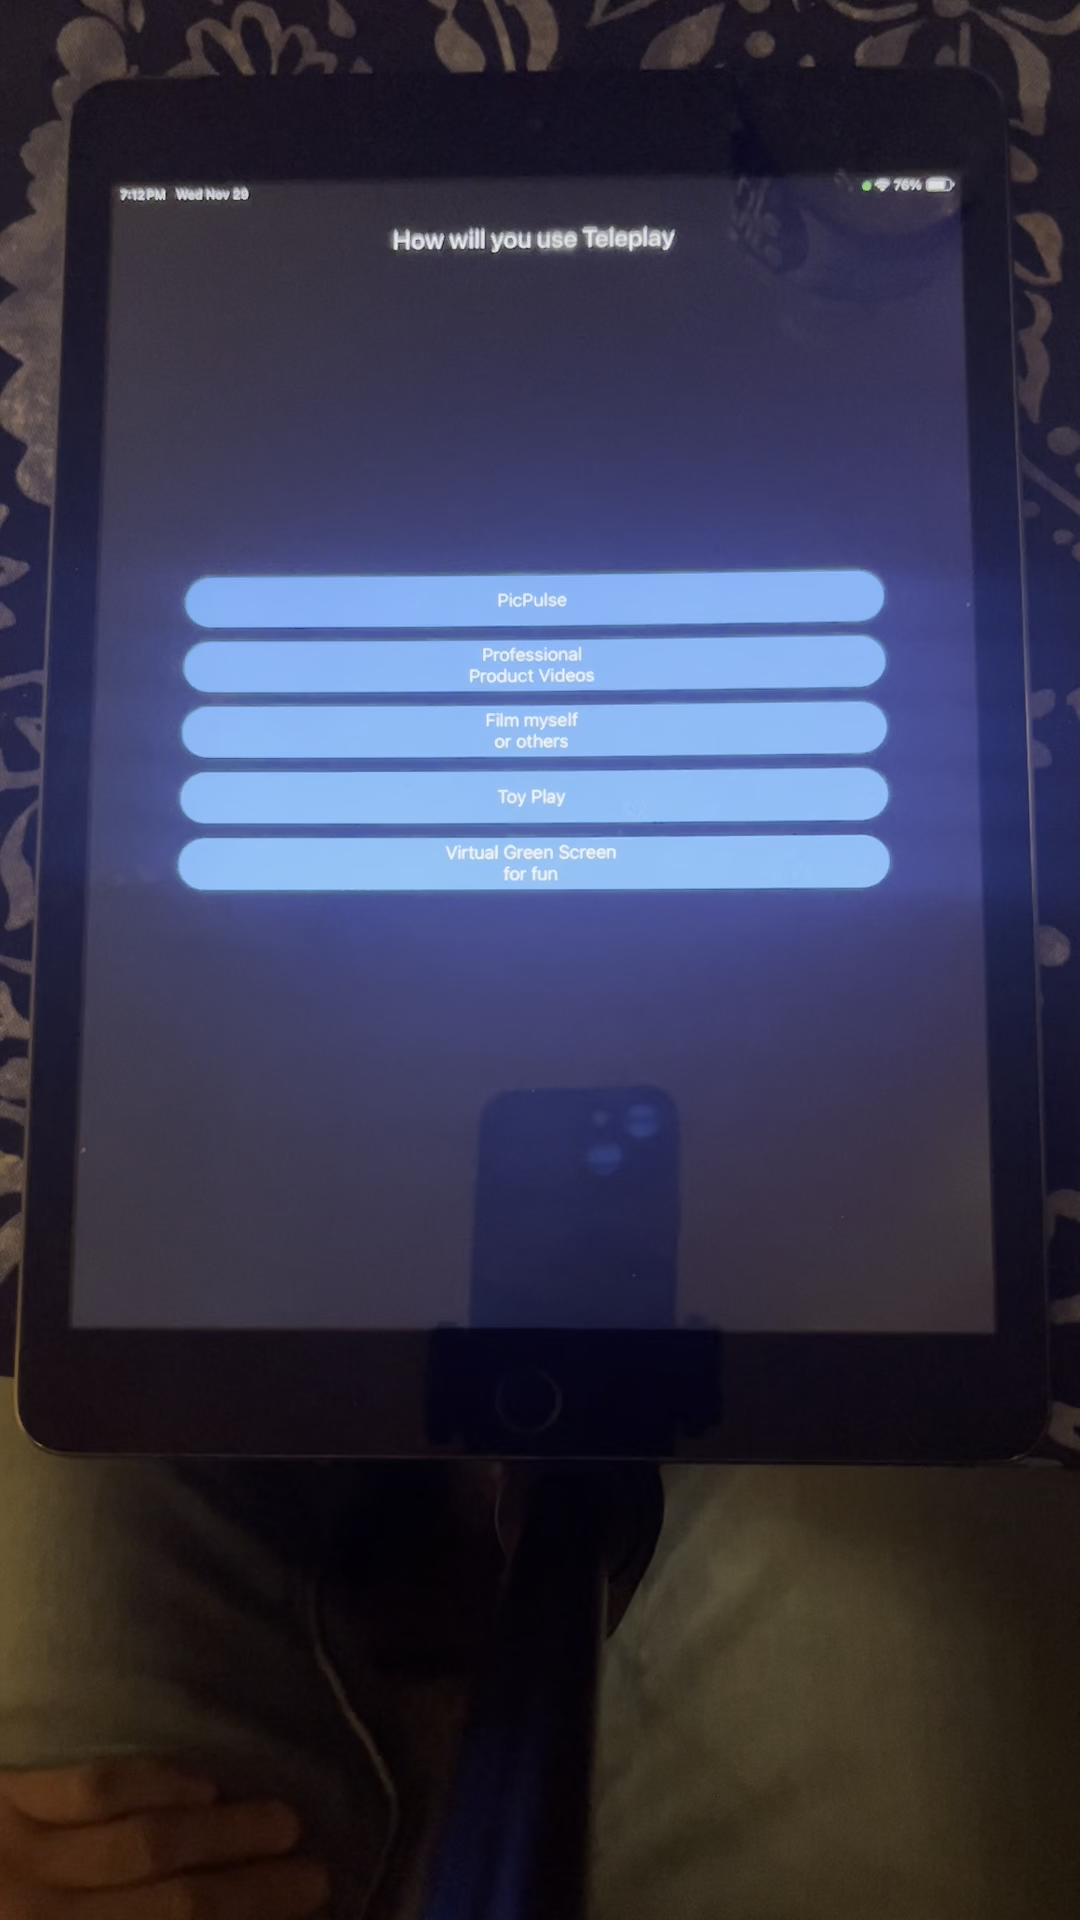 7:12 PM Wed Nov 29
76%
How will you use Teleplay
PicPulse
Professional
Product Videos
Film myself
or others
Toy Play
Virtual Green Screen
for fun